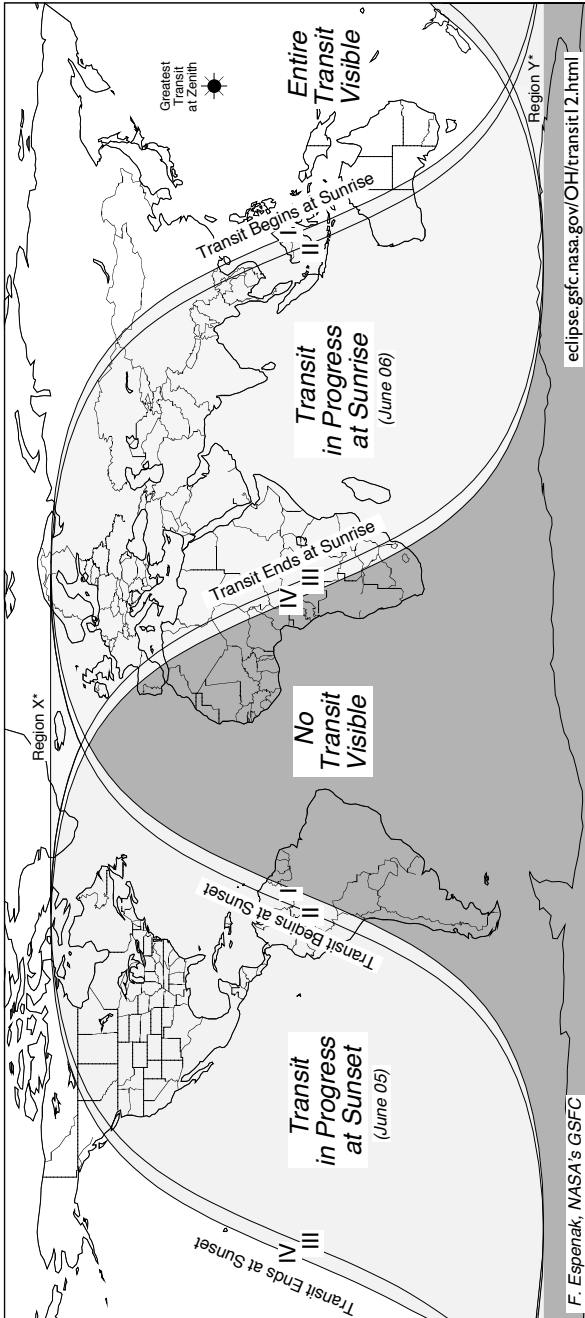 Region X*
Greatest
Transit
at Zenith
Transit Ends at Sunset
IV
III
Transit
in Progress
at Sunset
(June 05)
Transit Begins at Sunset
I
II
No
Transit
Visible
Transit Ends at Sunrise
IV
III
Transit
in Progress
at Sunrise
(June 06)
Transit Begins at Sunrise
I
II
Entire
Transit
Visible
Region Y*
F. Espenak, NASA's GSFC
eclipse.gsfc.nasa.gov/OH/transit12.html